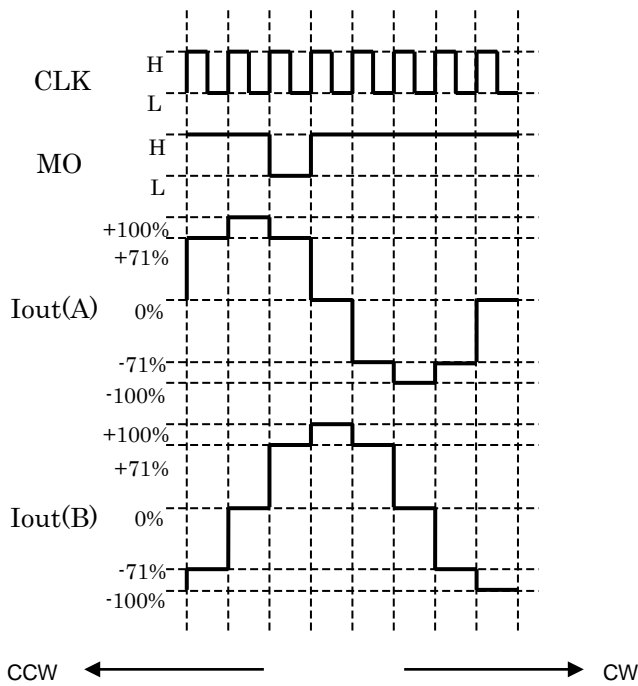 H
CLK
L
H
MO
L
+100%
+71%
Iout(A)
0%
-71%
-100%
+100%
+71%
Iout(B)
0%
-71%
-100%
CCW
CW